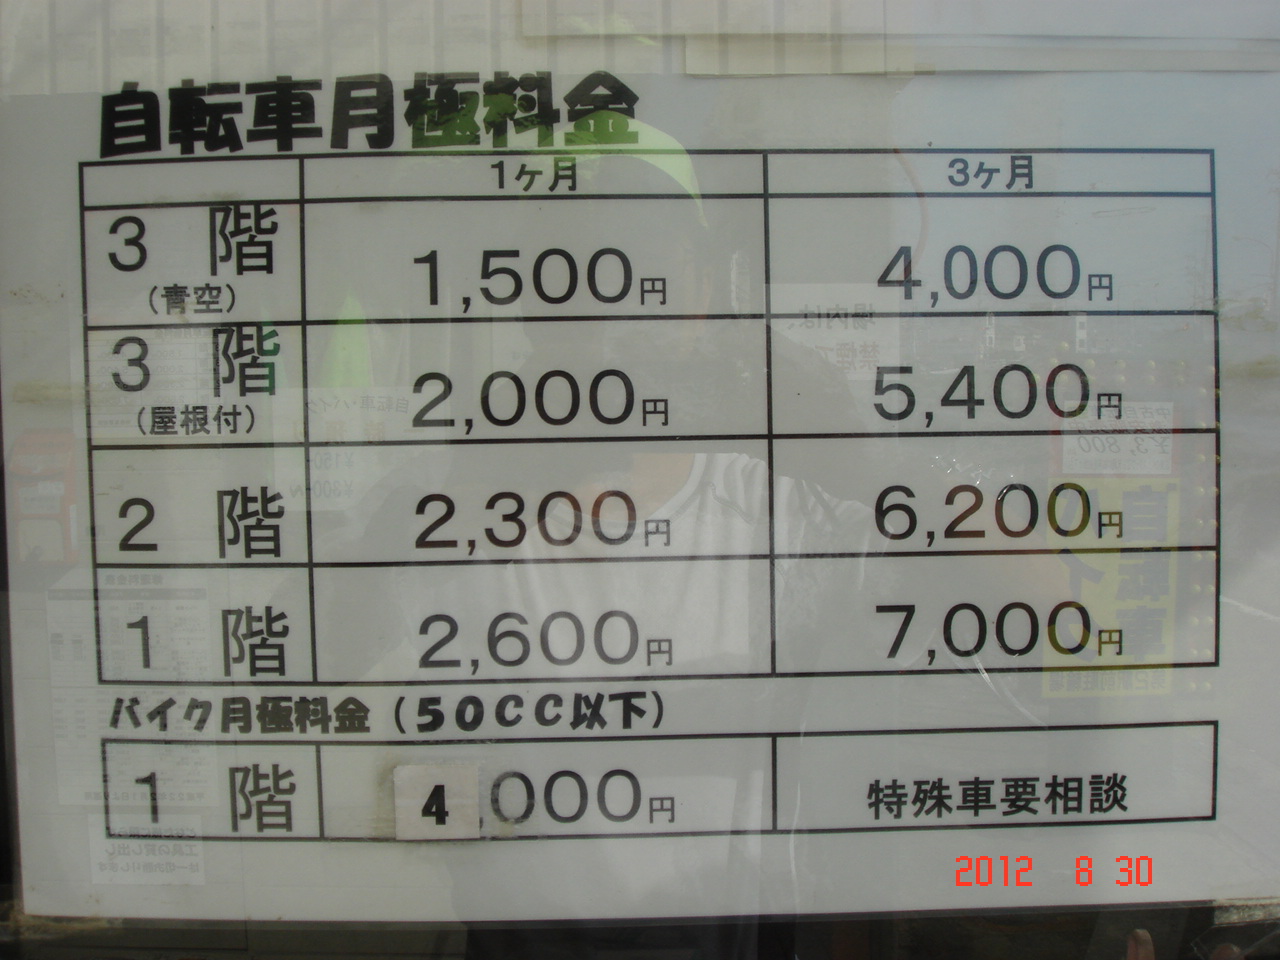 自転車月極料金
1ヶ月 3ヶ月
3 階 (青空) 1,500円 4,000円
3 階 (屋根付) 2,000円 5,400円
2 階 2,300円 6,200円
1 階 2,600円 7,000円
バイク月極料金(50CC以下)
1 階 4,000円 特殊車要相談
2012 8 30